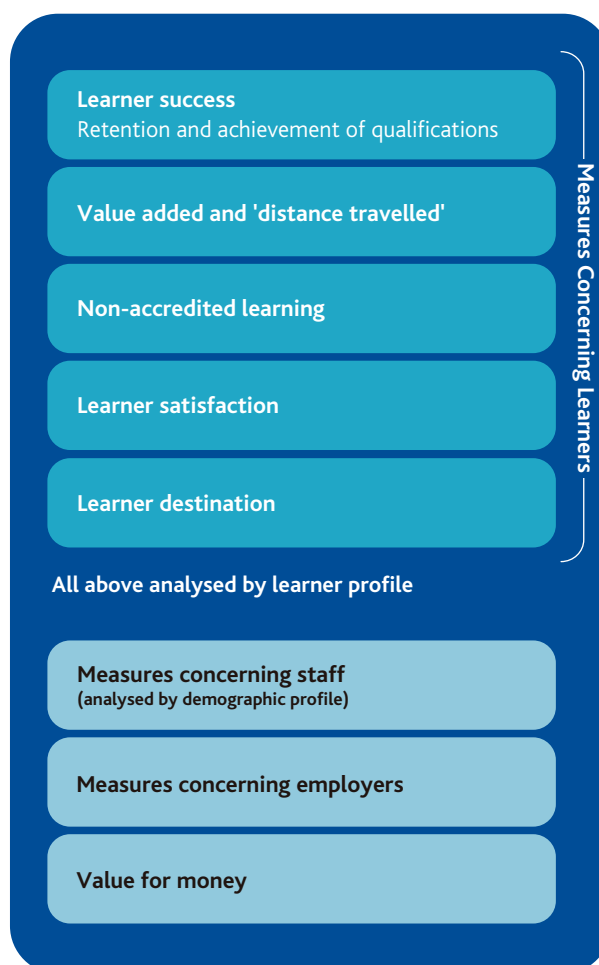 Learner success
Retention and achievement of qualifications
Value added and 'distance travelled'
Non-accredited learning
Learner satisfaction
Learner destination
Measures Concerning Learners
All above analysed by learner profile
Measures concerning staff
(analysed by demographic profile)
Measures concerning employers
Value for money